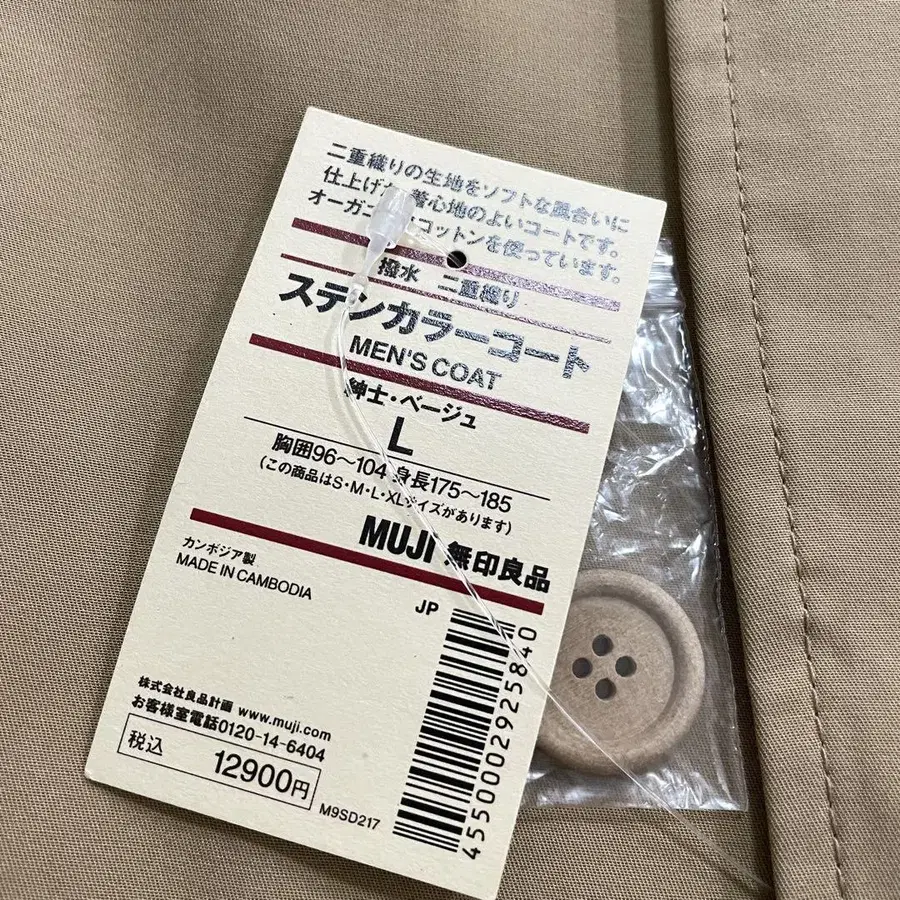 二重織りの生地をソフトな風合いに
仕上げた 着心地のよいコートです。
オーガニックコットンを使っています。
撥水 二重織り
ステンカラーコート
MEN'S COAT
紳士・ベージュ
L
胸囲96〜104 身長175〜185
(この商品はS・M・L・XLサイズがあります)
MUJI 無印良品
カンボジア製
MADE IN CAMBODIA
JP
株式会社良品計画 www.muji.com
お客様室電話0120-14-6404
税込 12900円
M9SD217
4550002925840